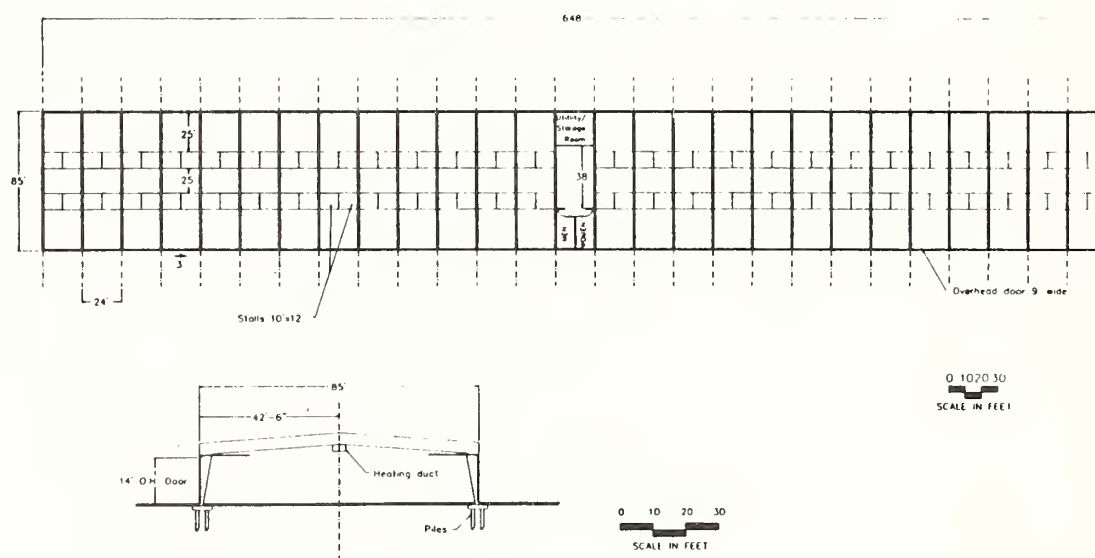 648
Utility/
Storage
Room
25'
85'
25
38
MEN
WOMEN
3
24'
Stalls 10'x12
Overhead door 9 wide
0 10 20 30
SCALE IN FEET
85'
42'-6"
Heating duct
14' O.H. Door
Piles
0 10 20 30
SCALE IN FEET